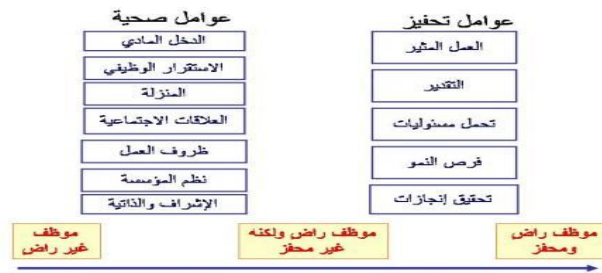 عوامل تحفيز
العمل المثير
التقدير
تحمل مسئوليات
فرص النمو
تحقيق إنجازات
عوامل صحية
الدخل المادي
الاستقرار الوظيفي
المنزلة
العلاقات الاجتماعية
ظروف العمل
نظم المؤسسة
الإشراف والذاتية
موظف راض
ومحفز
موظف راض ولكنه
غير محفز
موظف
غير راض